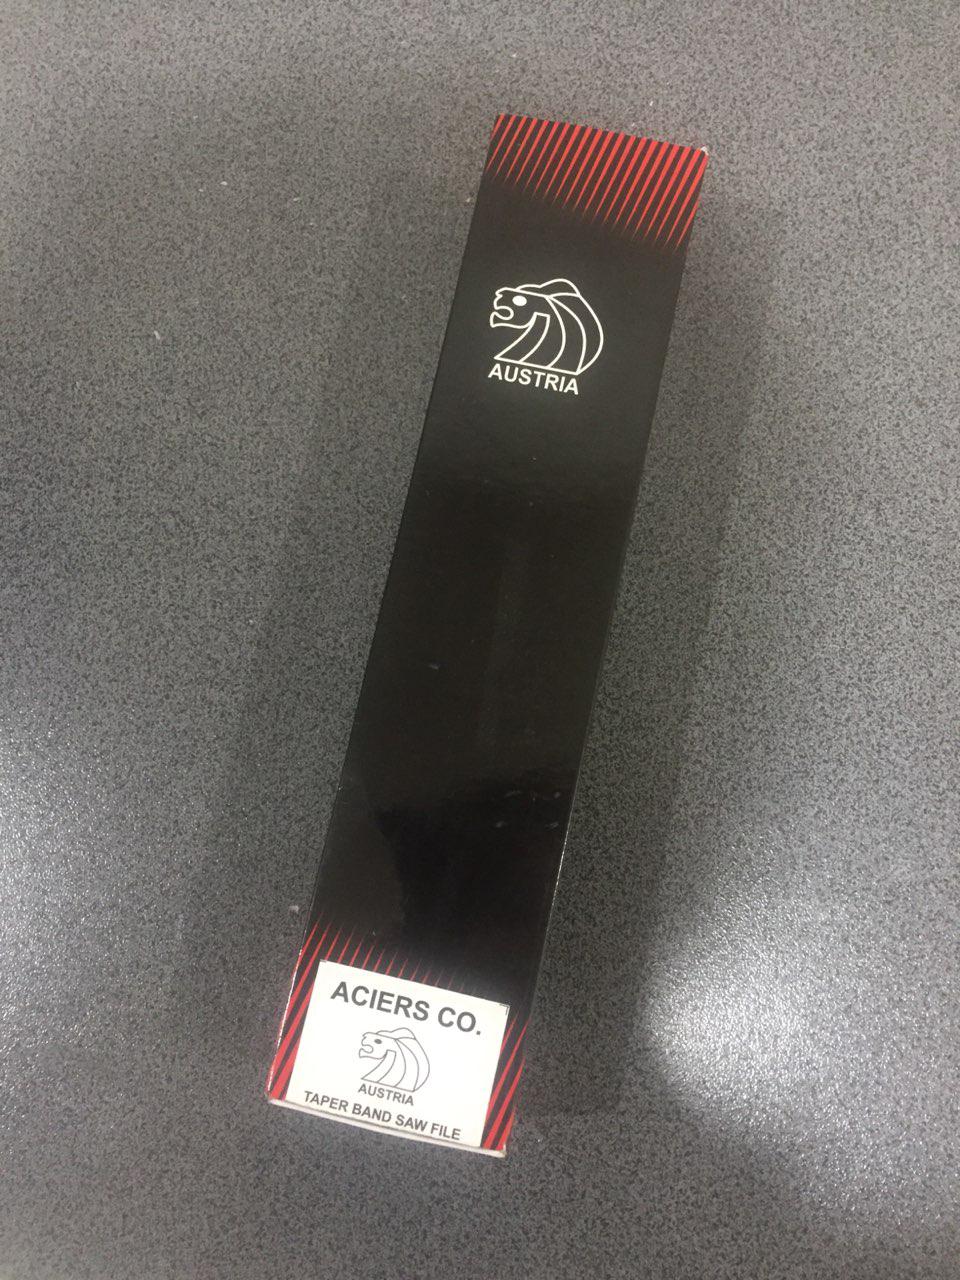 AUSTRIA
ACIERS CO.
AUSTRIA
TAPER BAND SAW FILE